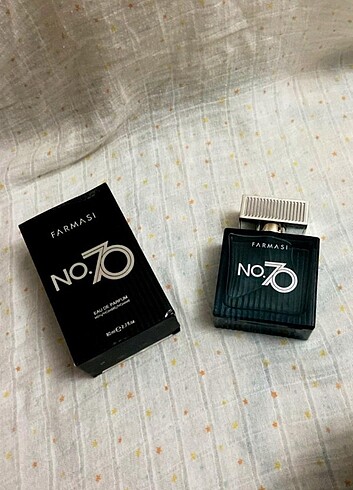 FARMASI
NO.70
EAU DE PARFUM
FARMASI
NO.70